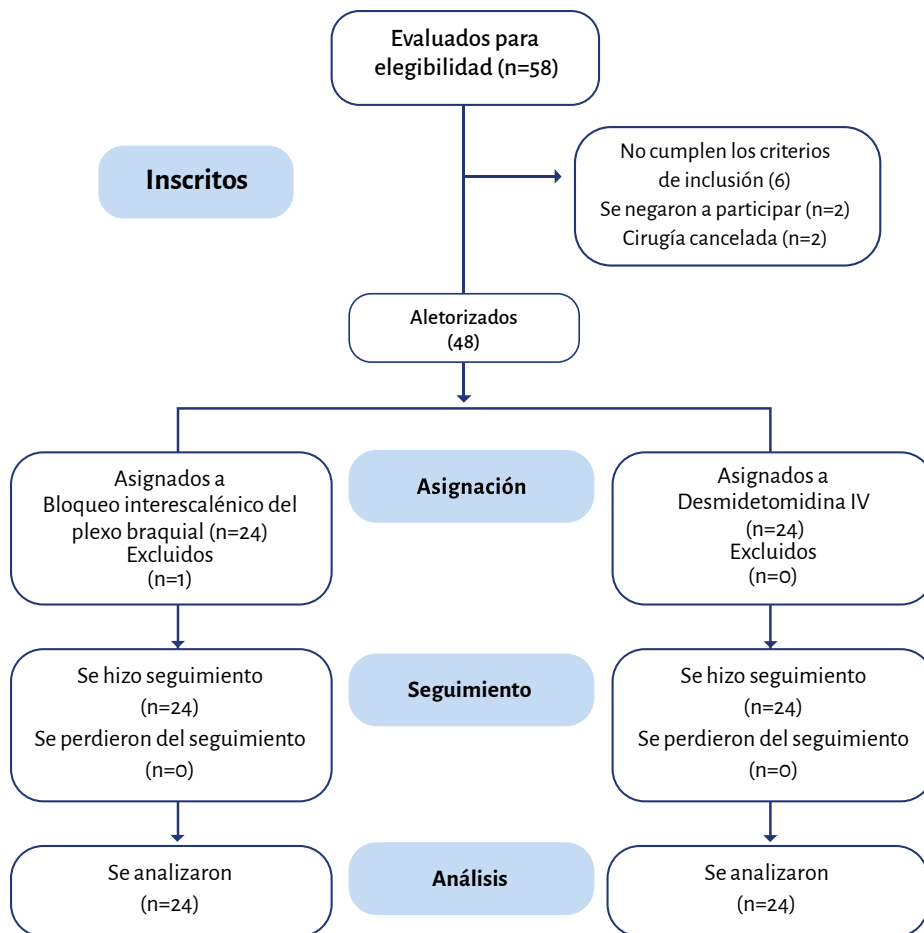 Evaluados para
elegibilidad (n=58)
Inscritos
No cumplen los criterios
de inclusión (6)
Se negaron a participar (n=2)
Cirugía cancelada (n=2)
Aletorizados
(48)
Asignados a
Bloqueo interescalénico del
plexo braquial (n=24)
Excluidos
(n=1)
Asignación
Asignados a
Desmidetomidina IV
(n=24)
Excluidos
(n=0)
Se hizo seguimiento
(n=24)
Se perdieron del seguimiento
(n=0)
Seguimiento
Se hizo seguimiento
(n=24)
Se perdieron del seguimiento
(n=0)
Se analizaron
(n=24)
Análisis
Se analizaron
(n=24)